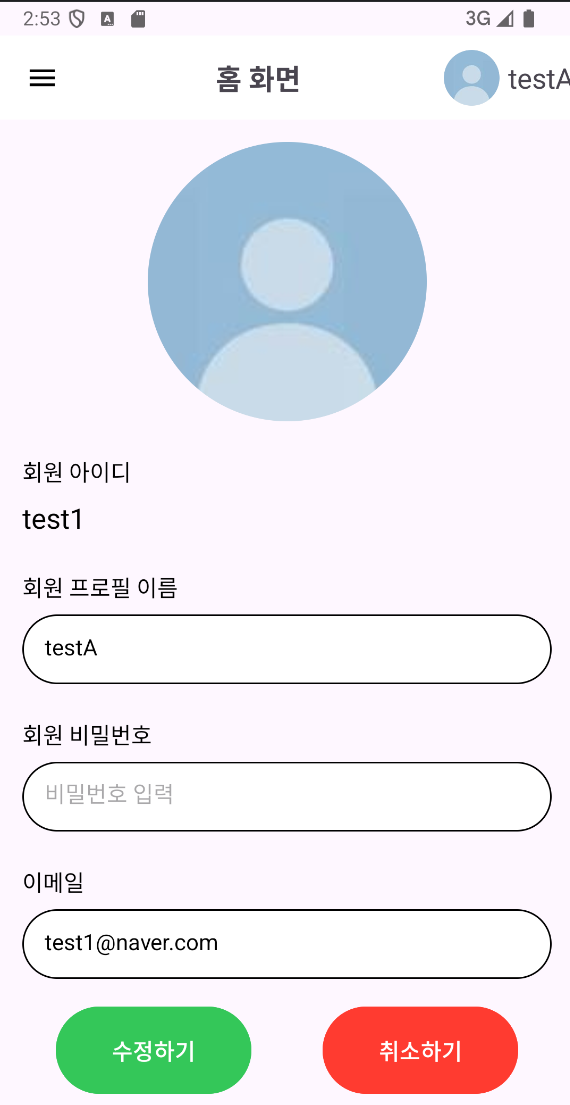 2:53 A 3G
홈 화면 testA
회원 아이디
test1
회원 프로필 이름
testA
회원 비밀번호
비밀번호 입력
이메일
test1@naver.com
수정하기 취소하기